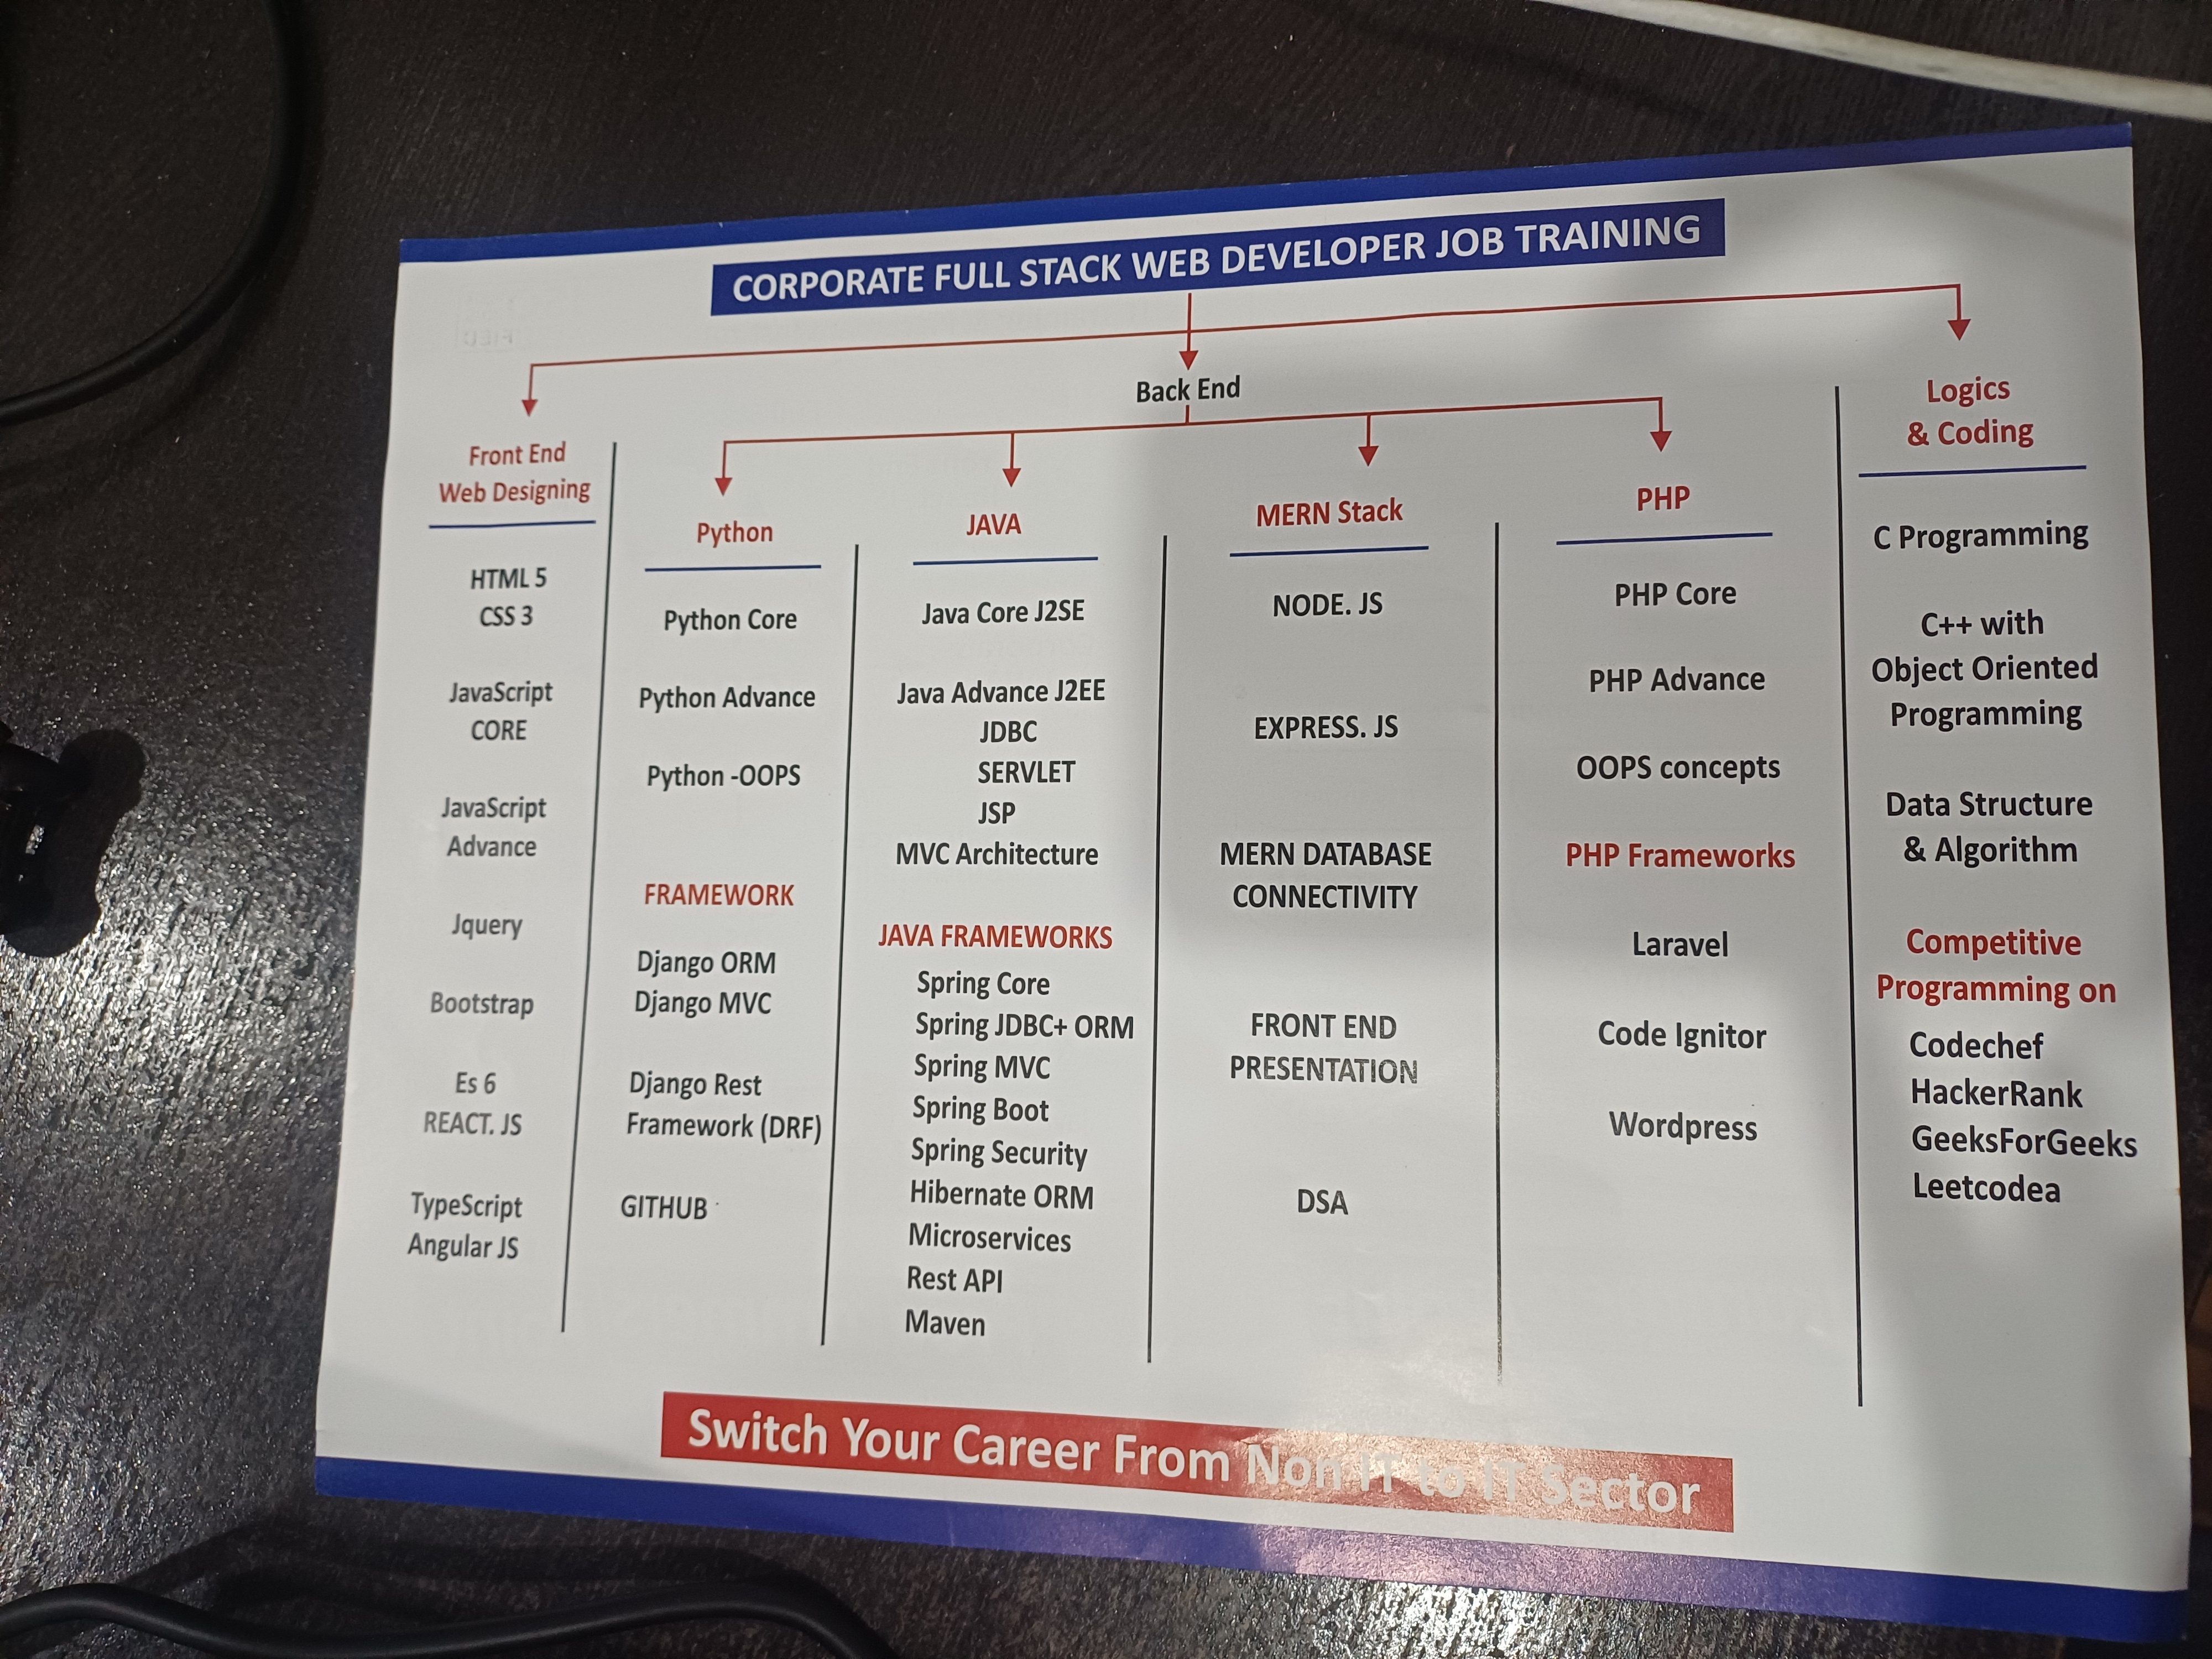 CORPORATE FULL STACK WEB DEVELOPER JOB TRAINING
Back End
Front End
Web Designing
HTML 5
CSS 3
JavaScript
CORE
JavaScript
Advance
Jquery
Bootstrap
Es 6
REACT. JS
TypeScript
Angular JS
Python
Python Core
Python Advance
Python -OOPS
FRAMEWORK
Django ORM
Django MVC
Django Rest
Framework (DRF)
GITHUB
JAVA
Java Core J2SE
Java Advance J2EE
JDBC
SERVLET
JSP
MVC Architecture
JAVA FRAMEWORKS
Spring Core
Spring JDBC+ ORM
Spring MVC
Spring Boot
Spring Security
Hibernate ORM
Microservices
Rest API
Maven
MERN Stack
NODE. JS
EXPRESS. JS
MERN DATABASE
CONNECTIVITY
FRONT END
PRESENTATION
DSA
PHP
PHP Core
PHP Advance
OOPS concepts
PHP Frameworks
Laravel
Code Ignitor
Wordpress
Logics
& Coding
C Programming
C++ with
Object Oriented
Programming
Data Structure
& Algorithm
Competitive
Programming on
Codechef
HackerRank
GeeksForGeeks
Leetcodea
Switch Your Career From Non IT to IT Sector